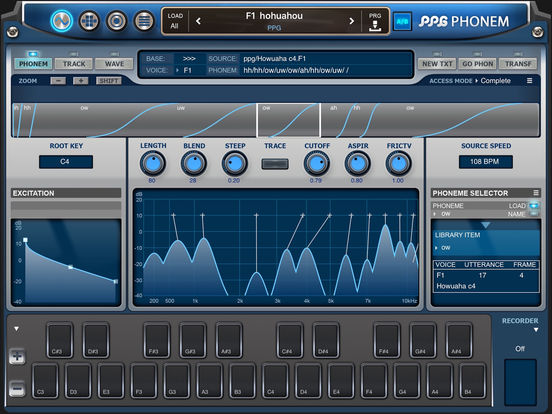 LOAD
All
F1 hohuahou
PPG
PRG
A/B
PPG PHONEM
PHONEM
TRACK
WAVE
BASE: >>> SOURCE: ppg/Howuaha c4.F1
VOICE: F1 PHONEM: hh/hh/ow/uw/ow/ah/hh/ow/uw/ /
NEW TXT
GO PHON
TRANSF
ZOOM
SHIFT
ACCESS MODE Complete
hh hh ow uw ow ah hh ow
ROOT KEY
C4
LENGTH BLEND STEEP TRACE CUTOFF ASPIR FRICTV
80 28 0.20 0.79 0.80 1.00
SOURCE SPEED
108 BPM
EXCITATION
dB
20
0
-20
-40
dB
20
10
0
-10
-20
-30
-40
200 500 1k 2k 3k 4k 5k 7k 10kHz
PHONEME SELECTOR
PHONEME LOAD
ow NAME
LIBRARY ITEM
ow
VOICE UTTERANCE FRAME
F1 17 4
Howuaha c4
C#3 D#3 F#3 G#3 A#3 C#4 D#4 F#4 G#4 A#4
C3 D3 E3 F3 G3 A3 B3 C4 D4 E4 F4 G4 A4 B4
RECORDER
Off